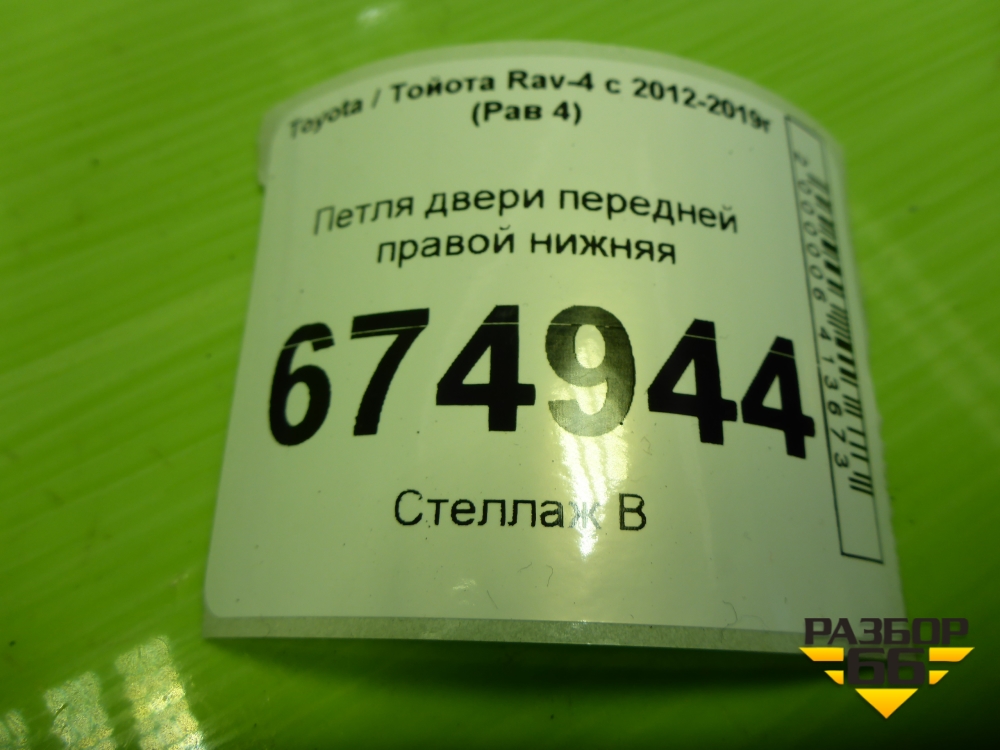 Toyota / Тойота Rav-4 с 2012-2019г
(Рав 4)
Петля двери передней
правой нижняя
674944
Стеллаж В
2000006413673
РАЗБОР
66